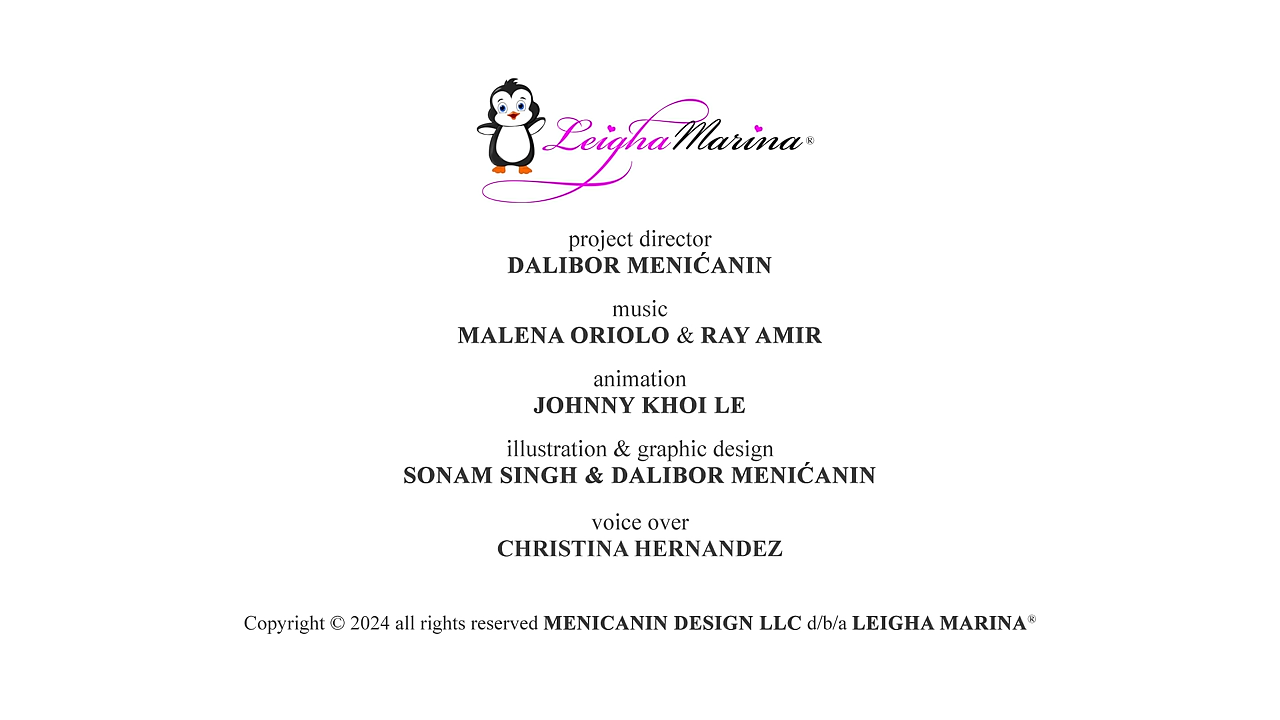 LeighaMarina®
project director
DALIBOR MENIĆANIN
music
MALENA ORIOLO & RAY AMIR
animation
JOHNNY KHOI LE
illustration & graphic design
SONAM SINGH & DALIBOR MENIĆANIN
voice over
CHRISTINA HERNANDEZ
Copyright © 2024 all rights reserved MENICANIN DESIGN LLC d/b/a LEIGHA MARINA®